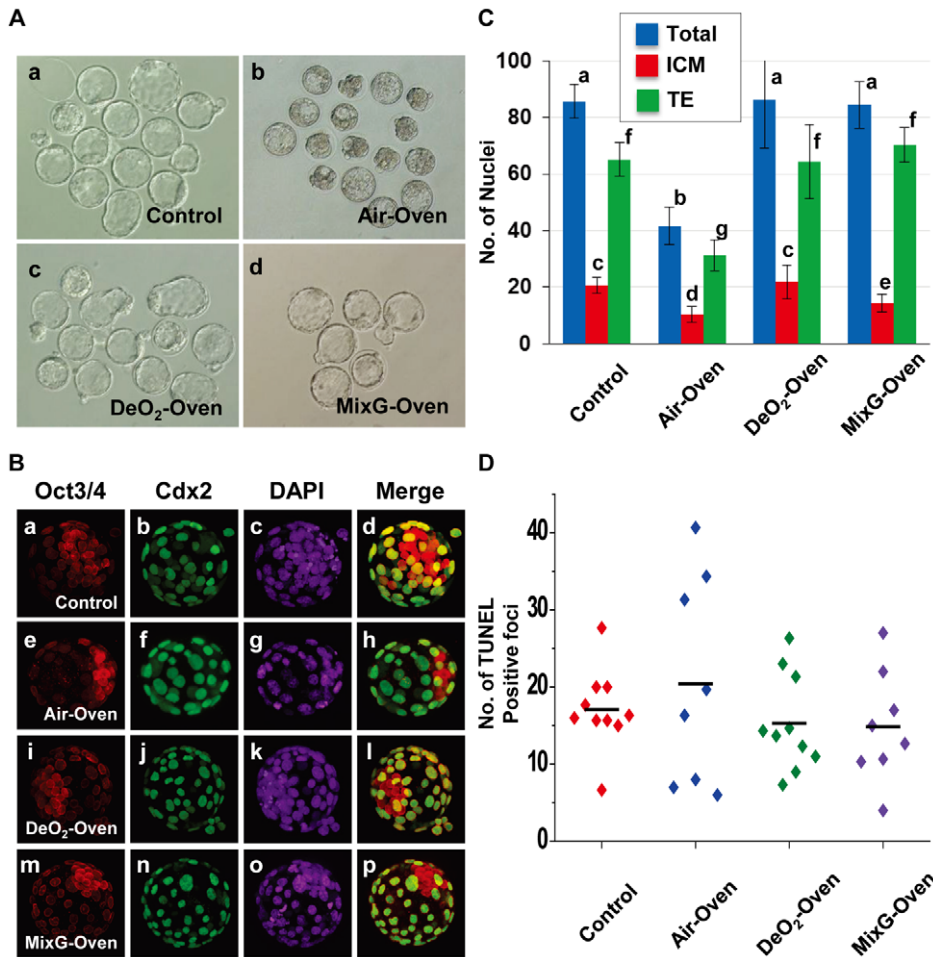 A
a
Control
b
Air-Oven
c
DeO₂-Oven
d
MixG-Oven
B
Oct3/4 Cdx2 DAPI Merge
a b c d
Control
e f g h
Air-Oven
i j k l
DeO₂-Oven
m n o p
MixG-Oven
C
Total
ICM
TE
No. of Nuclei
100
80
60
40
20
0
a c f
b d g
a c f
a e f
Control Air-Oven DeO₂-Oven MixG-Oven
D
No. of TUNEL
Positive foci
40
30
20
10
0
Control Air-Oven DeO₂-Oven MixG-Oven